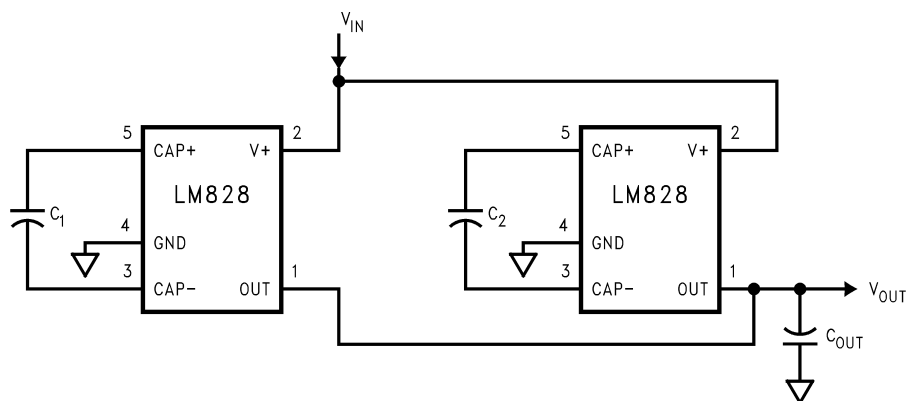 V_IN
5
2
CAP+
V+
LM828
C_1
4
GND
3
1
CAP-
OUT
5
2
CAP+
V+
LM828
C_2
4
GND
3
1
CAP-
OUT
V_OUT
C_OUT